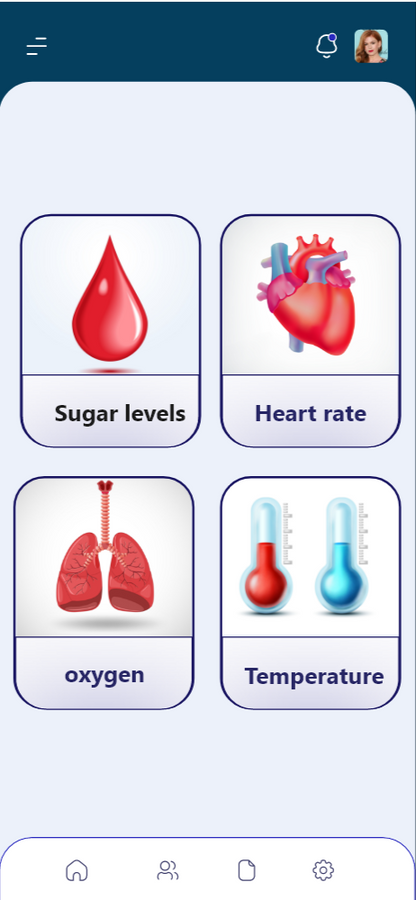 Sugar levels
Heart rate
oxygen
Temperature